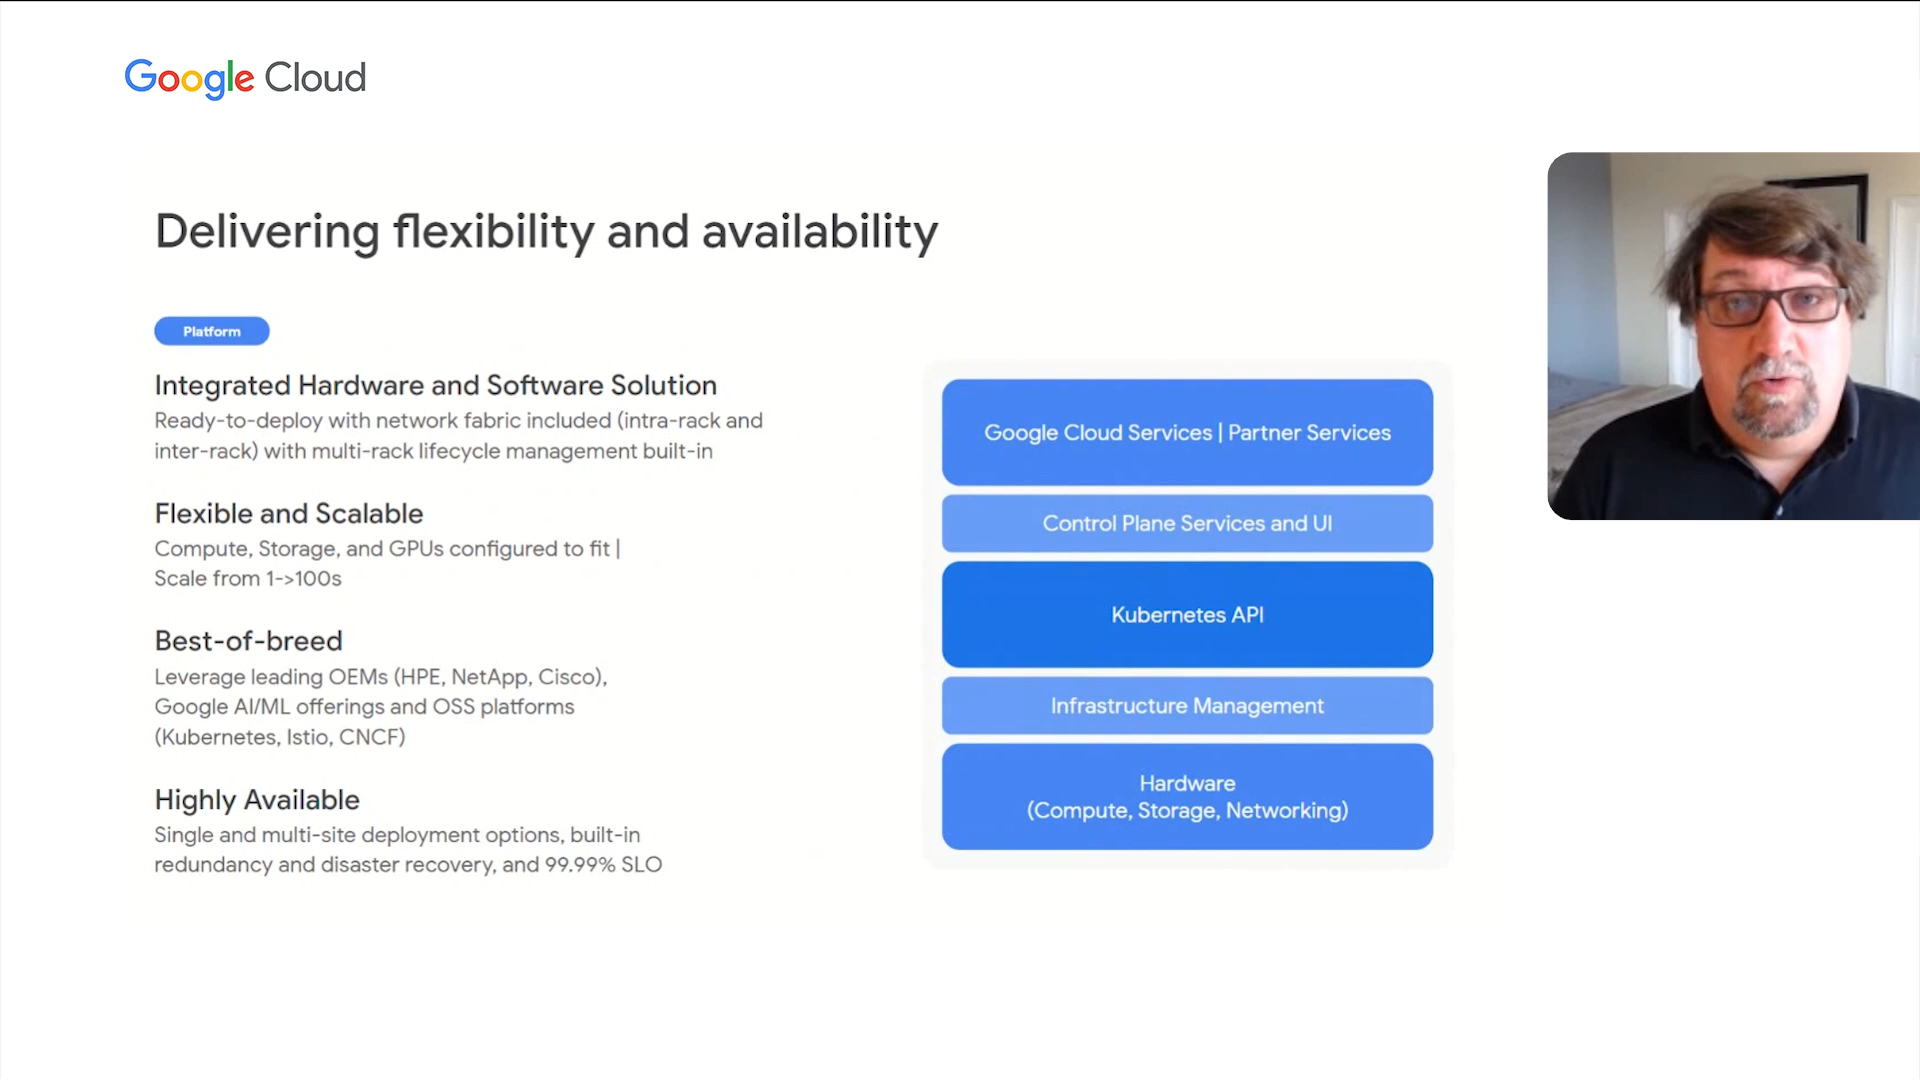 Google Cloud
Delivering flexibility and availability
Platform
Integrated Hardware and Software Solution
Ready-to-deploy with network fabric included (intra-rack and
inter-rack) with multi-rack lifecycle management built-in
Flexible and Scalable
Compute, Storage, and GPUs configured to fit |
Scale from 1->100s
Best-of-breed
Leverage leading OEMs (HPE, NetApp, Cisco),
Google AI/ML offerings and OSS platforms
(Kubernetes, Istio, CNCF)
Highly Available
Single and multi-site deployment options, built-in
redundancy and disaster recovery, and 99.99% SLO
Google Cloud Services | Partner Services
Control Plane Services and UI
Kubernetes API
Infrastructure Management
Hardware
(Compute, Storage, Networking)